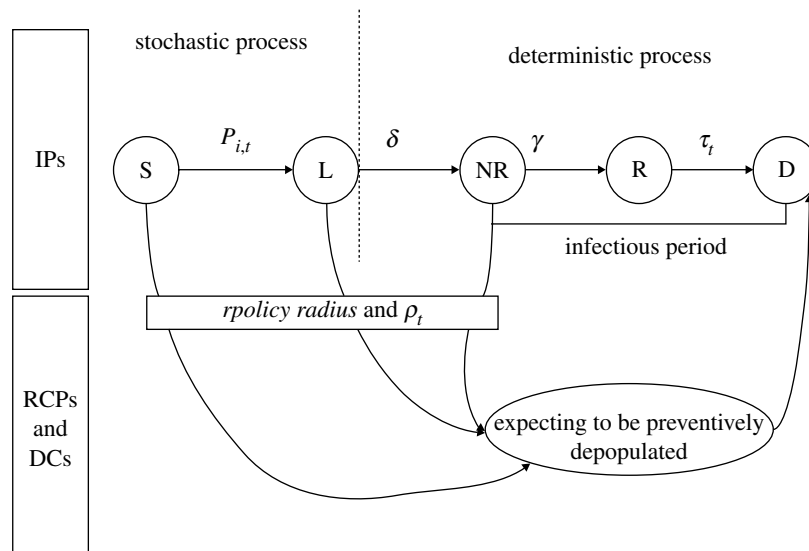 stochastic process
deterministic process
IPs
S
P_{i,t}
L
δ
NR
γ
R
τ_t
D
infectious period
rpolicy radius and ρ_t
RCPs
and
DCs
expecting to be preventively
depopulated